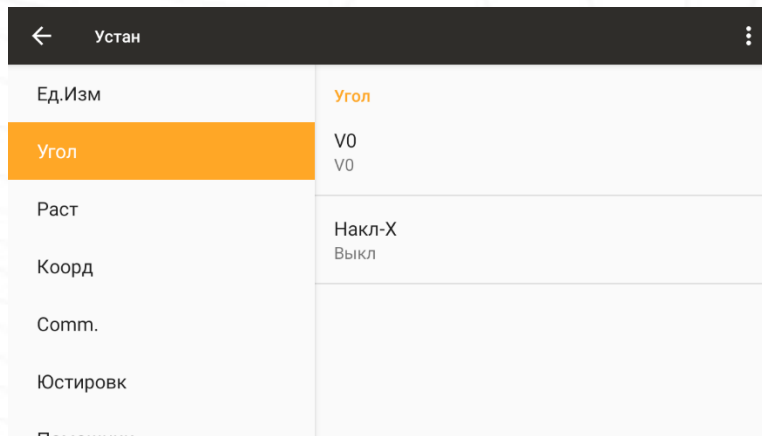 Устан
Ед.Изм
Угол
Раст
Коорд
Comm.
Юстировк
Угол
V0
V0
Накл-X
Выкл